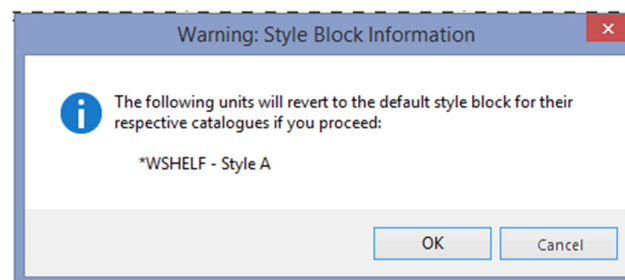 Warning: Style Block Information
The following units will revert to the default style block for their
respective catalogues if you proceed:
*WSHELF - Style A
OK
Cancel